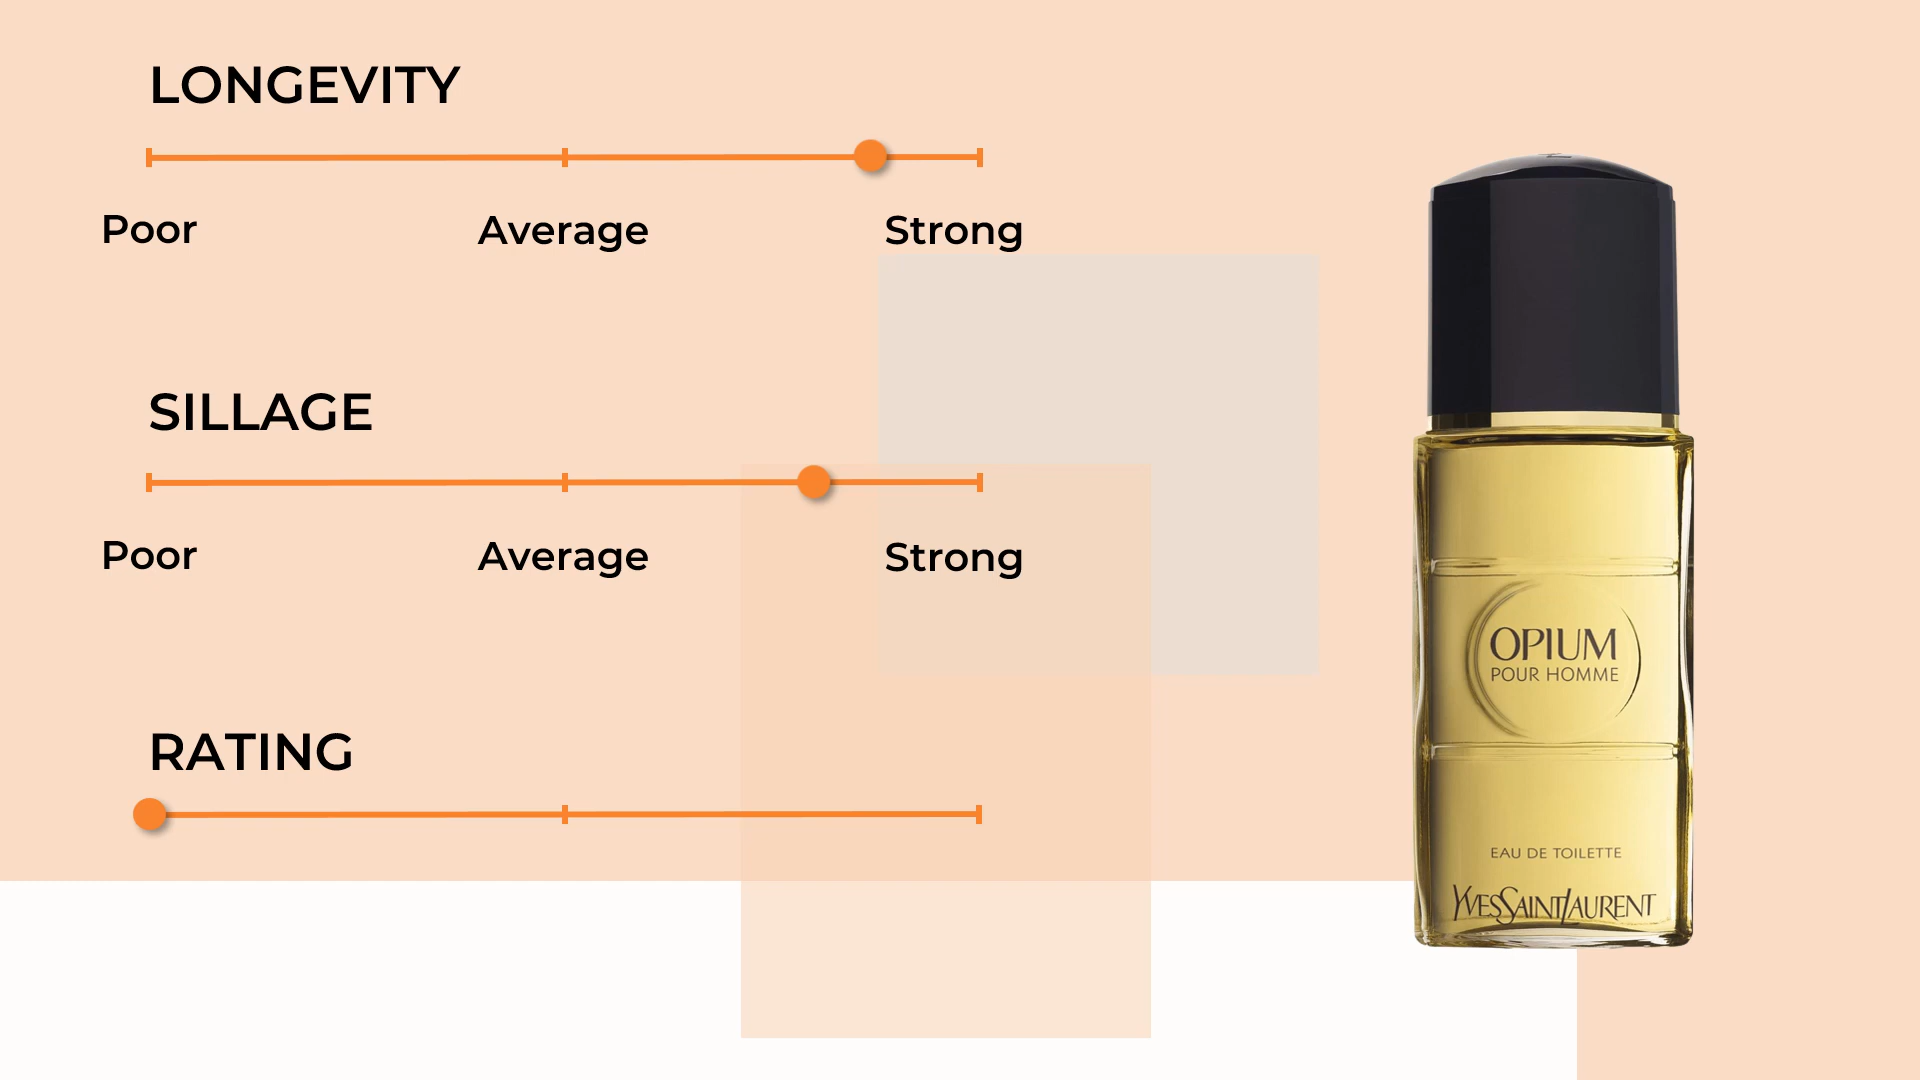 LONGEVITY
Poor Average Strong
SILLAGE
Poor Average Strong
RATING
OPIUM
POUR HOMME
EAU DE TOILETTE
YVESSAINTLAURENT